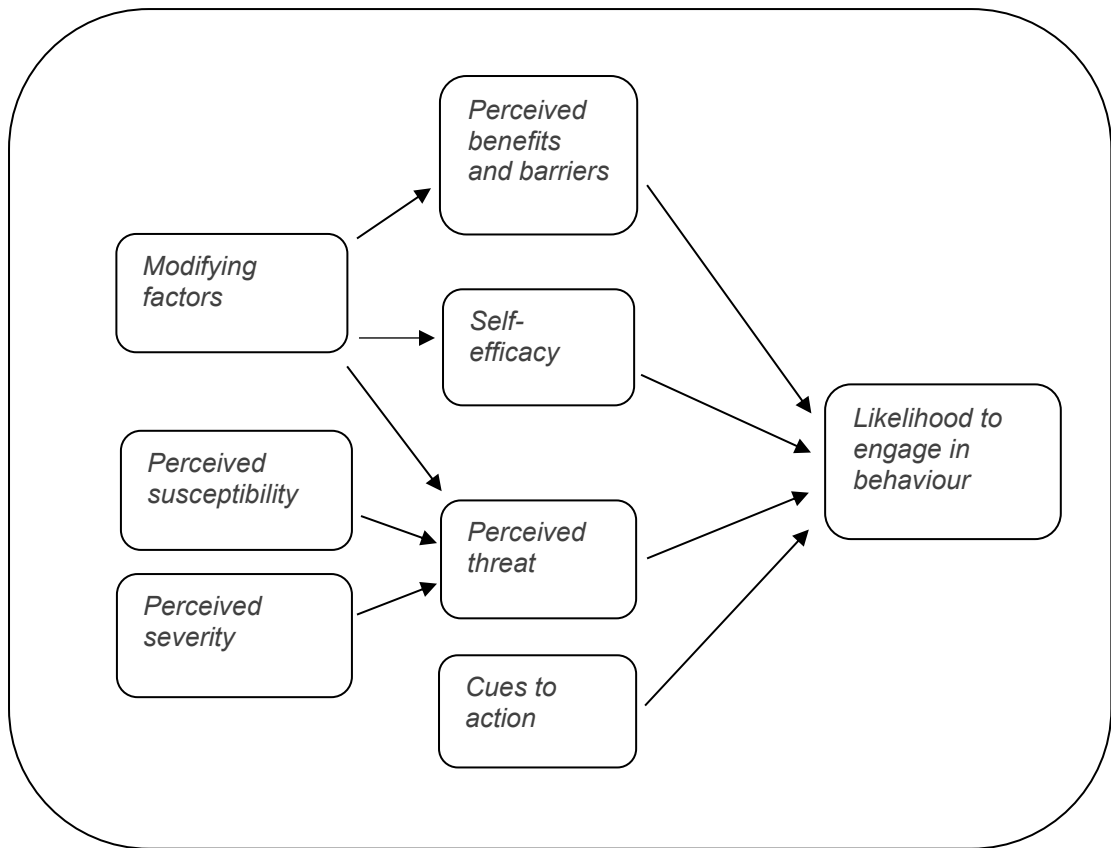 Perceived
benefits
and barriers
Modifying
factors
Self-
efficacy
Likelihood to
engage in
behaviour
Perceived
susceptibility
Perceived
threat
Perceived
severity
Cues to
action